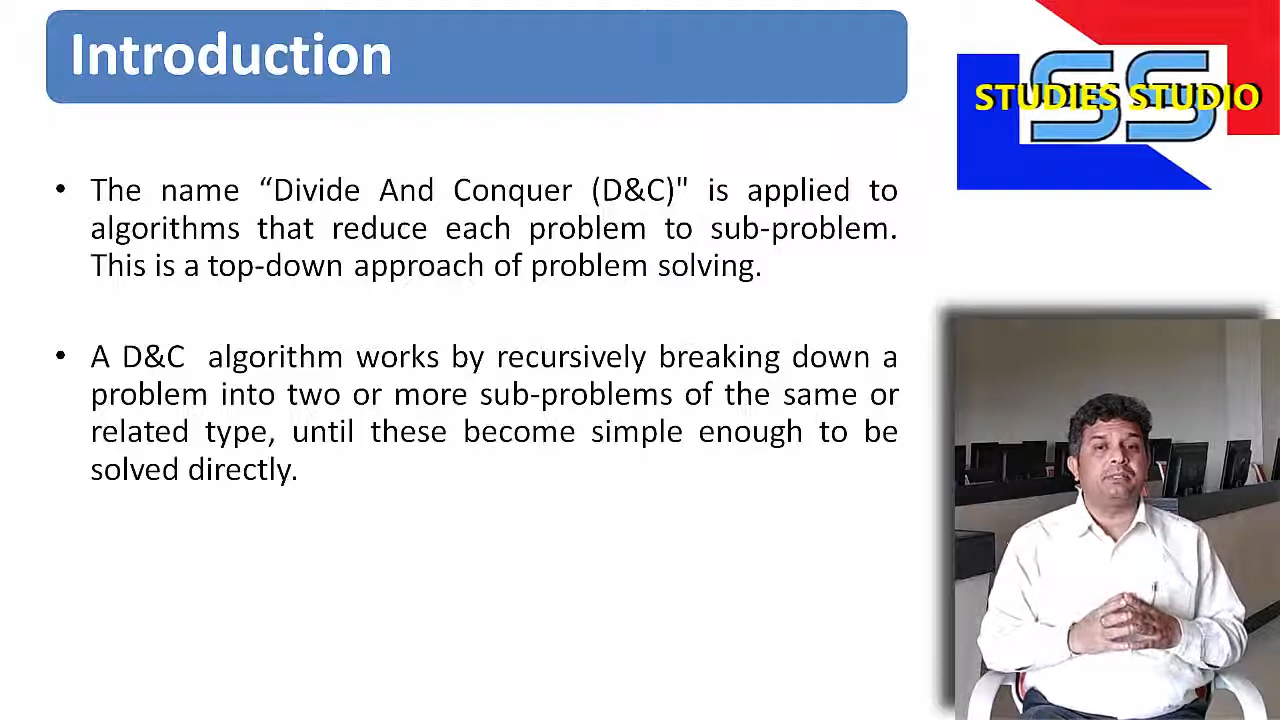 Introduction
SS
STUDIES STUDIO
• The name “Divide And Conquer (D&C)" is applied to
algorithms that reduce each problem to sub-problem.
This is a top-down approach of problem solving.
• A D&C algorithm works by recursively breaking down a
problem into two or more sub-problems of the same or
related type, until these become simple enough to be
solved directly.